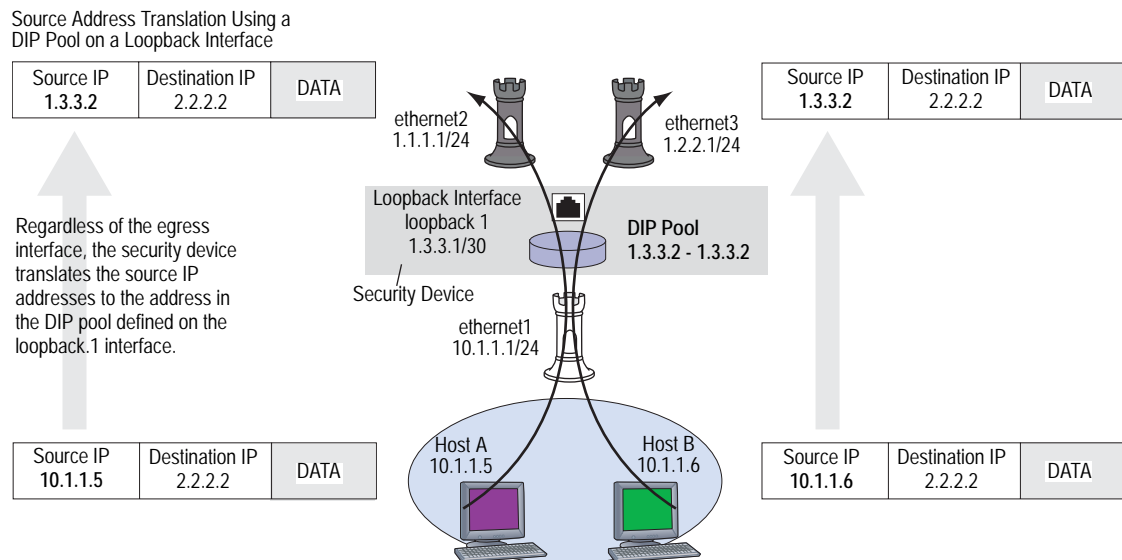 Source Address Translation Using a
DIP Pool on a Loopback Interface
Source IP
1.3.3.2
Destination IP
2.2.2.2
DATA
ethernet2
1.1.1.1/24
ethernet3
1.2.2.1/24
Source IP
1.3.3.2
Destination IP
2.2.2.2
DATA
Regardless of the egress
interface, the security device
translates the source IP
addresses to the address in
the DIP pool defined on the
loopback.1 interface.
Loopback Interface
loopback 1
1.3.3.1/30
DIP Pool
1.3.3.2 - 1.3.3.2
Security Device
ethernet1
10.1.1.1/24
Host A
10.1.1.5
Host B
10.1.1.6
Source IP
10.1.1.5
Destination IP
2.2.2.2
DATA
Source IP
10.1.1.6
Destination IP
2.2.2.2
DATA